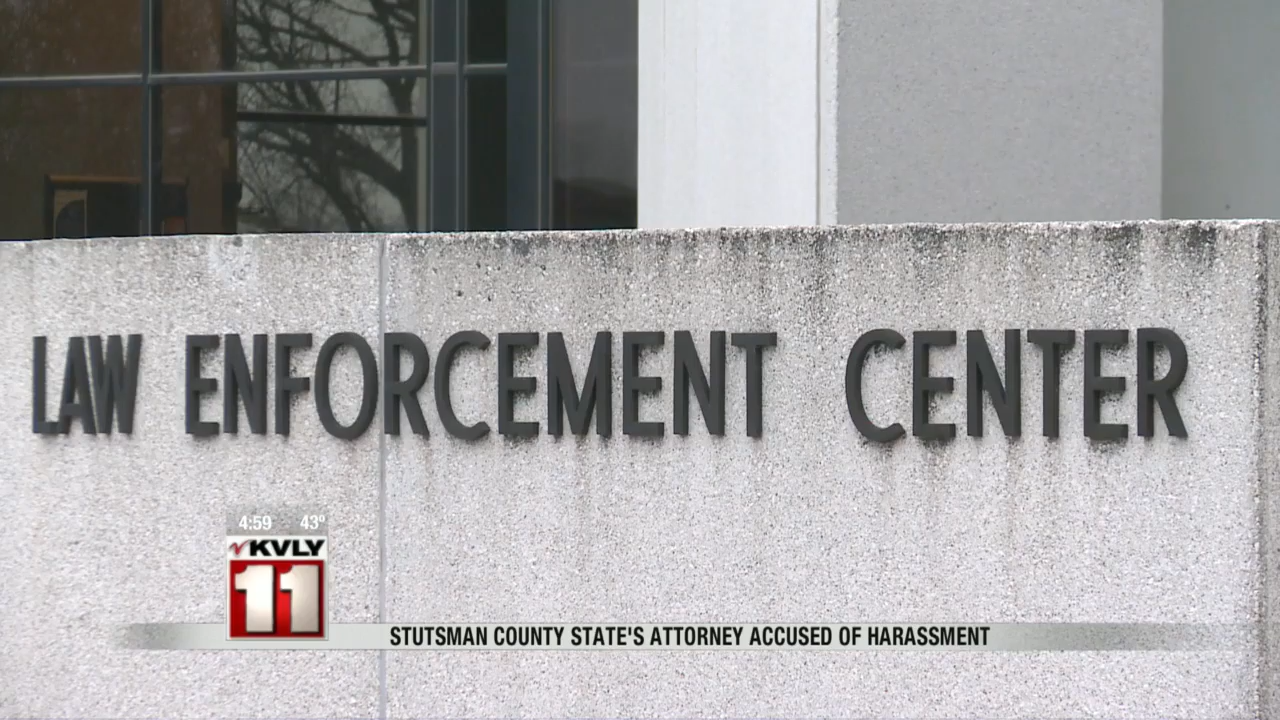 LAW ENFORCEMENT CENTER
4:59 43°
KVLY
11
STUTSMAN COUNTY STATE'S ATTORNEY ACCUSED OF HARASSMENT